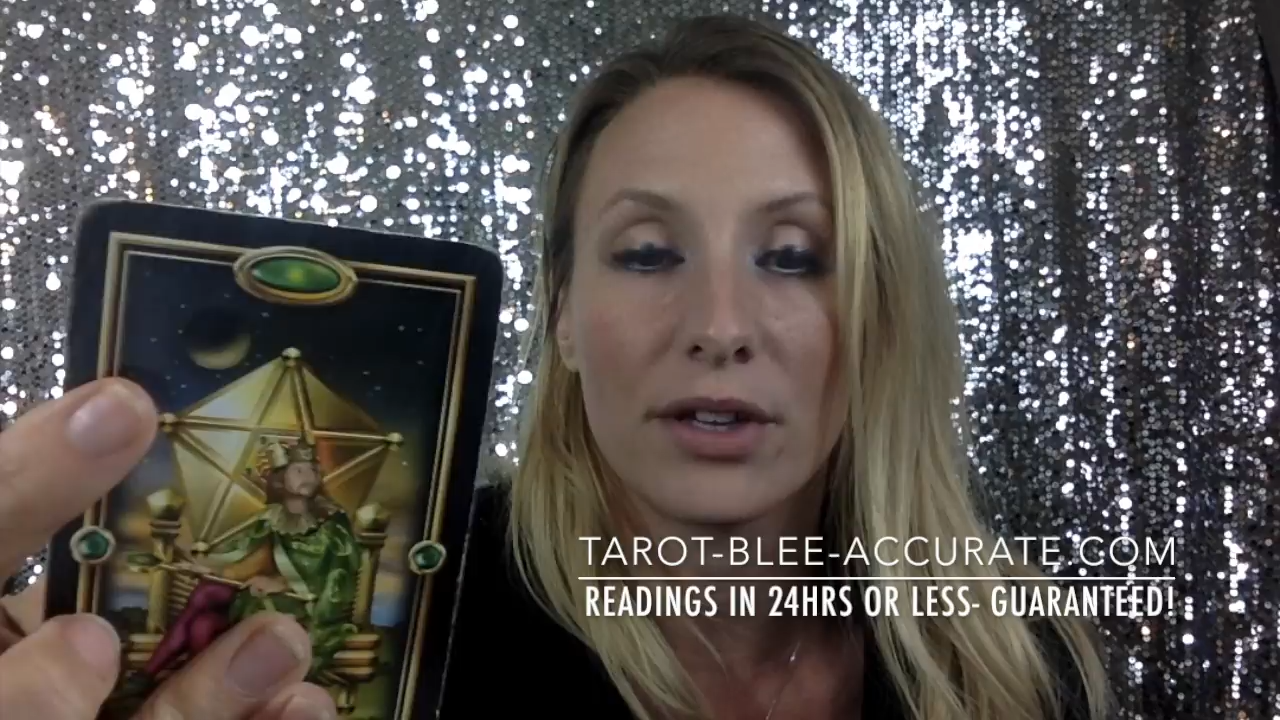 TAROT-BLEE-ACCURATE.COM
READINGS IN 24HRS OR LESS- GUARANTEED!